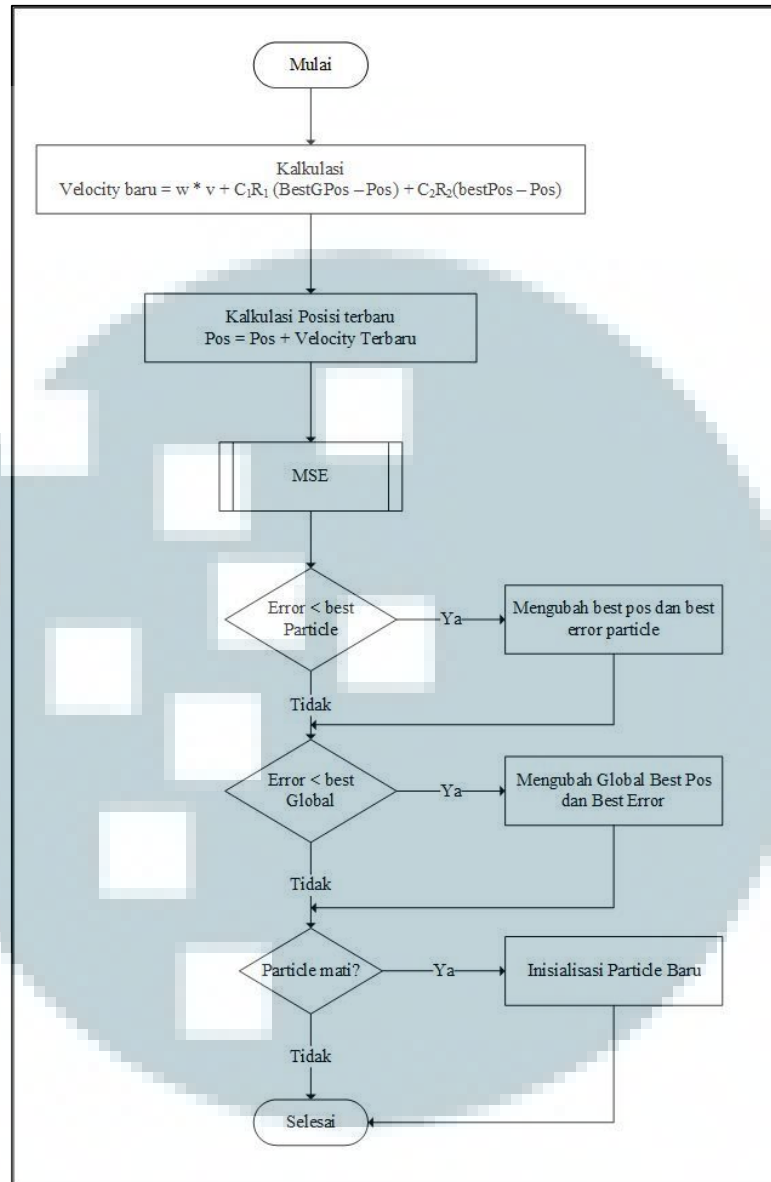 Mulai
Kalkulasi
Velocity baru = w * v + C₁R₁ (BestGPos – Pos) + C₂R₂(bestPos – Pos)
Kalkulasi Posisi terbaru
Pos = Pos + Velocity Terbaru
MSE
Error < best
Particle
Ya
Mengubah best pos dan best
error particle
Tidak
Error < best
Global
Ya
Mengubah Global Best Pos
dan Best Error
Tidak
Particle mati?
Ya
Inisialisasi Particle Baru
Tidak
Selesai